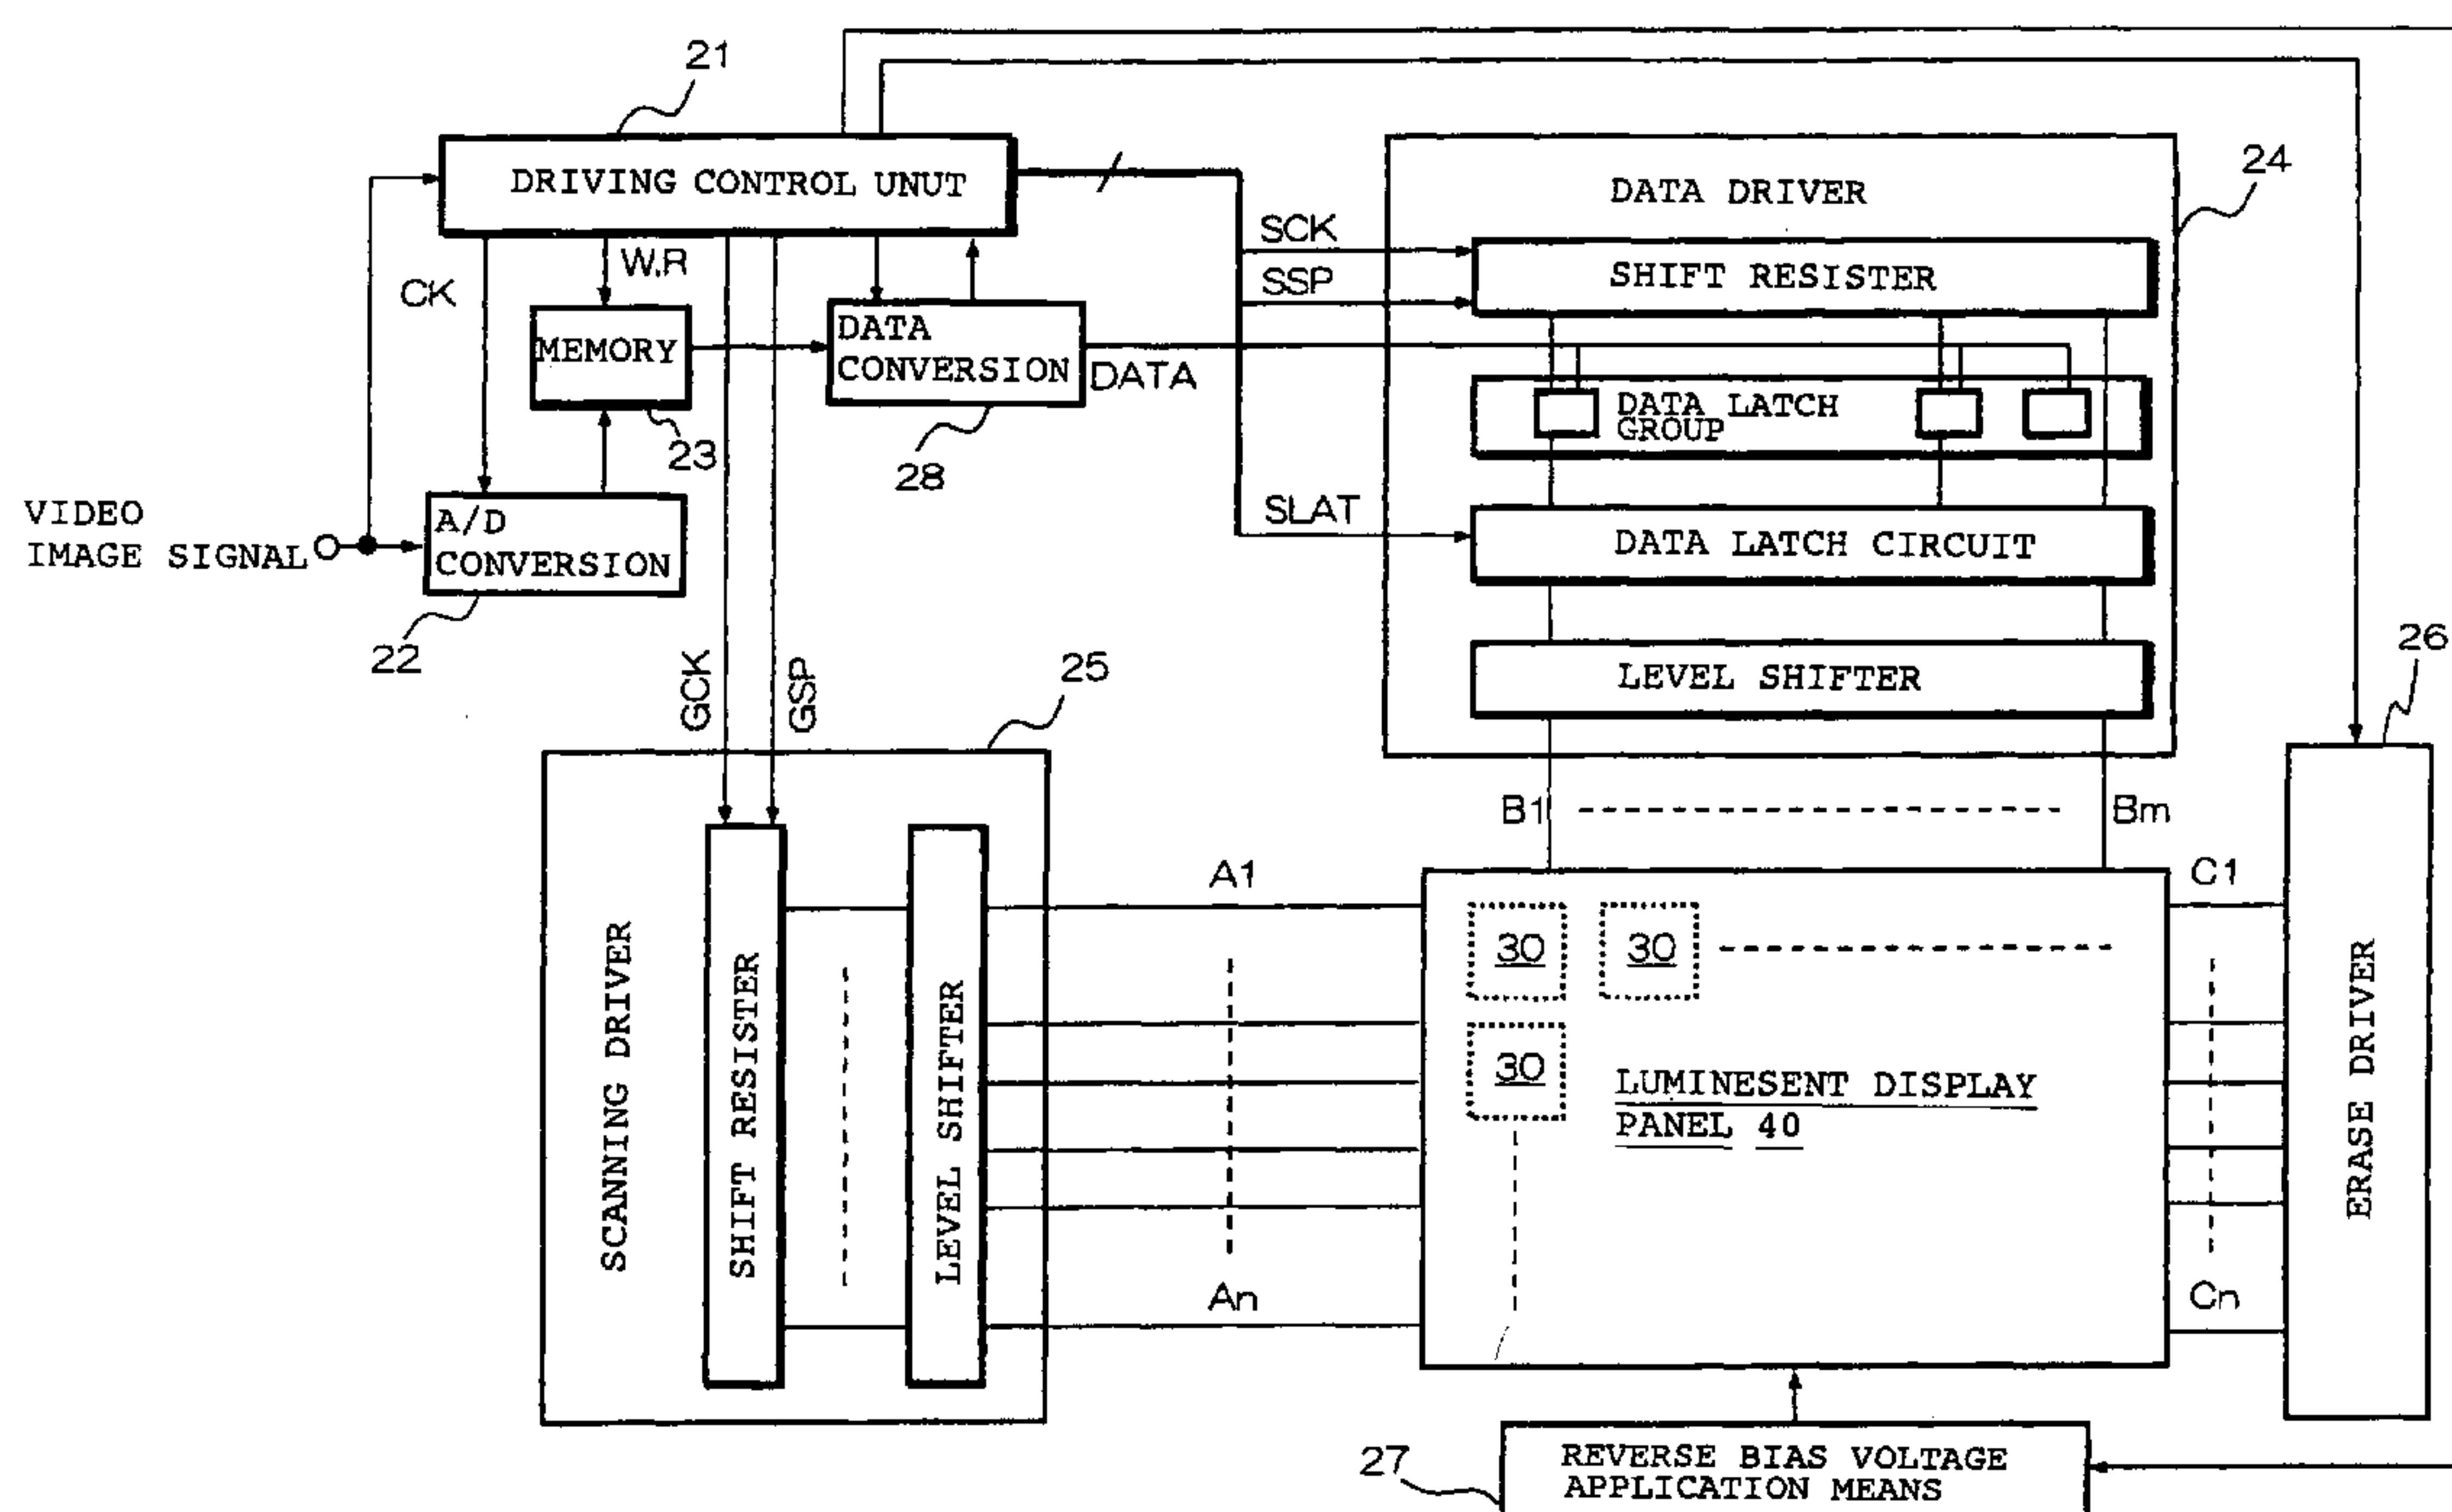 21
DRIVING CONTROL UNUT
CK
W.R
MEMORY
23
DATA
CONVERSION
28
DATA
VIDEO
IMAGE SIGNAL
A/D
CONVERSION
22
GCK
GSP
SCK
SSP
SLAT
24
DATA DRIVER
SHIFT RESISTER
DATA LATCH
GROUP
DATA LATCH CIRCUIT
LEVEL SHIFTER
25
SCANNING DRIVER
SHIFT RESISTER
LEVEL SHIFTER
A1
An
B1
Bm
30
30
30
LUMINESENT DISPLAY
PANEL 40
C1
Cn
26
ERASE DRIVER
27
REVERSE BIAS VOLTAGE
APPLICATION MEANS